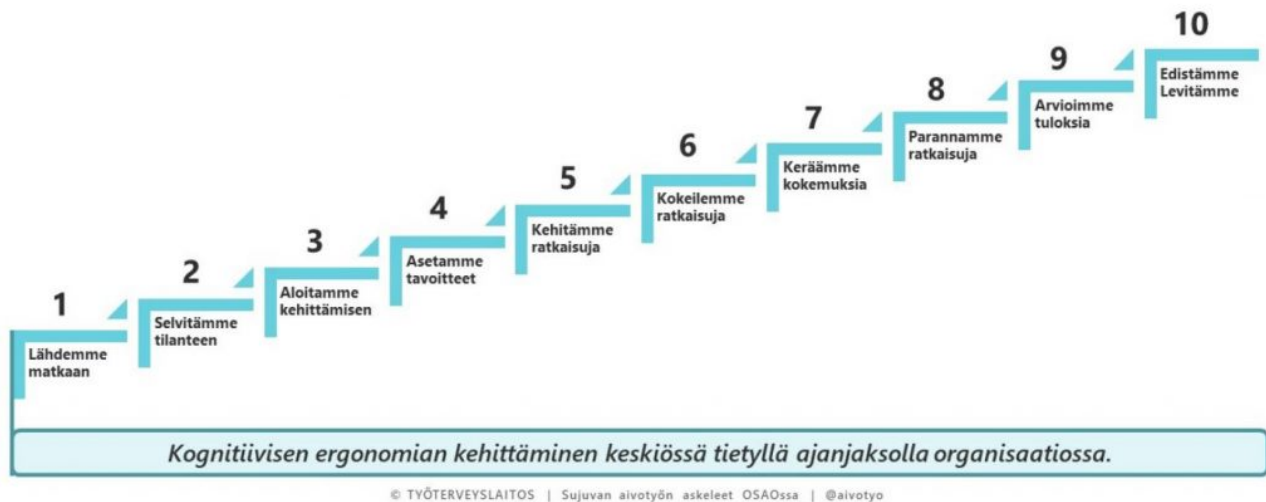 1
Lähdemme
matkaan
2
Selvitämme
tilanteen
3
Aloitamme
kehittämisen
4
Asetamme
tavoitteet
5
Kehitämme
ratkaisuja
6
Kokeilemme
ratkaisuja
7
Keräämme
kokemuksia
8
Parannamme
ratkaisuja
9
Arvioimme
tuloksia
10
Edistämme
Levitämme
Kognitiivisen ergonomian kehittäminen keskiössä tietyllä ajanjaksolla organisaatiossa.
© TYÖTERVEYSLAITOS | Sujuvan aivotyön askeleet OSAOssa | @aivotyo